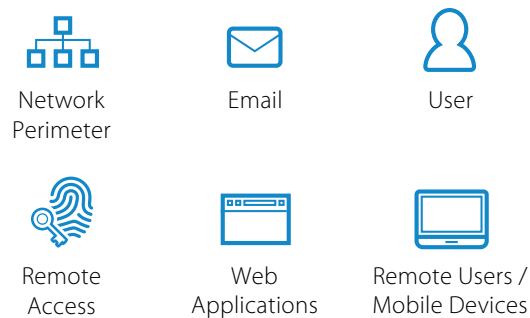 Network
Perimeter
Email
User
Remote
Access
Web
Applications
Remote Users /
Mobile Devices